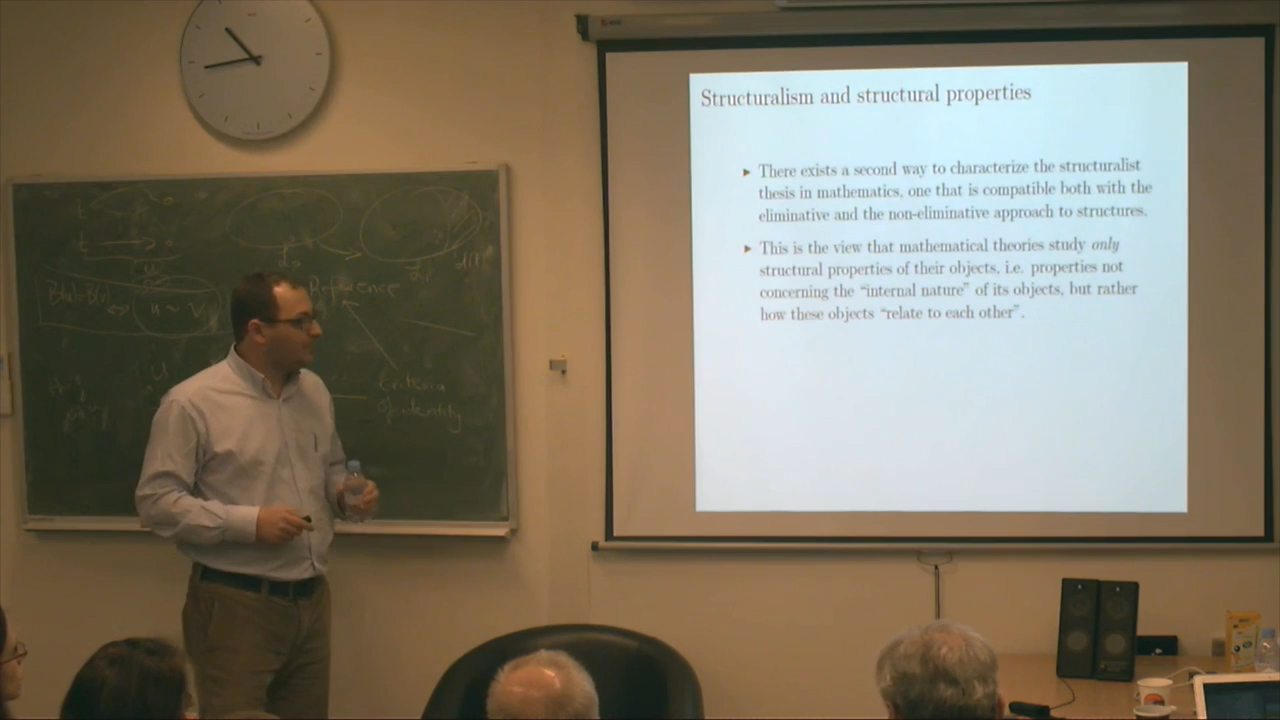 Structuralism and structural properties
There exists a second way to characterize the structuralist
thesis in mathematics, one that is compatible both with the
eliminative and the non-eliminative approach to structures.
This is the view that mathematical theories study only
structural properties of their objects, i.e. properties not
concerning the “internal nature” of its objects, but rather
how these objects “relate to each other”.
Reference
Criteria
of identity